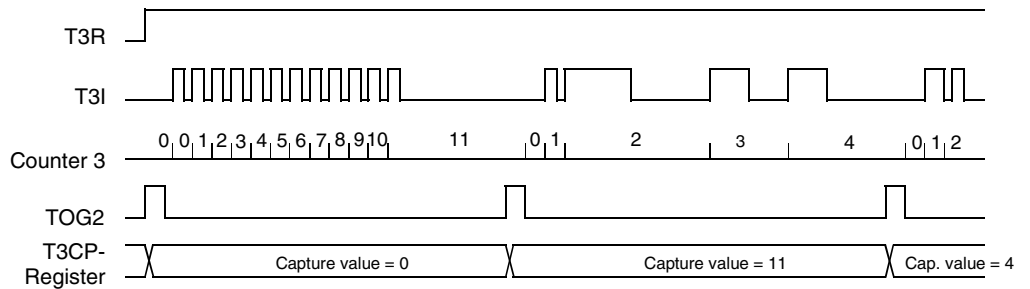 T3R
T3I
0 0 1 2 3 4 5 6 7 8 9 10 11 0 1 2 3 4 0 1 2
Counter 3
TOG2
T3CP-
Register
Capture value = 0 Capture value = 11 Cap. value = 4